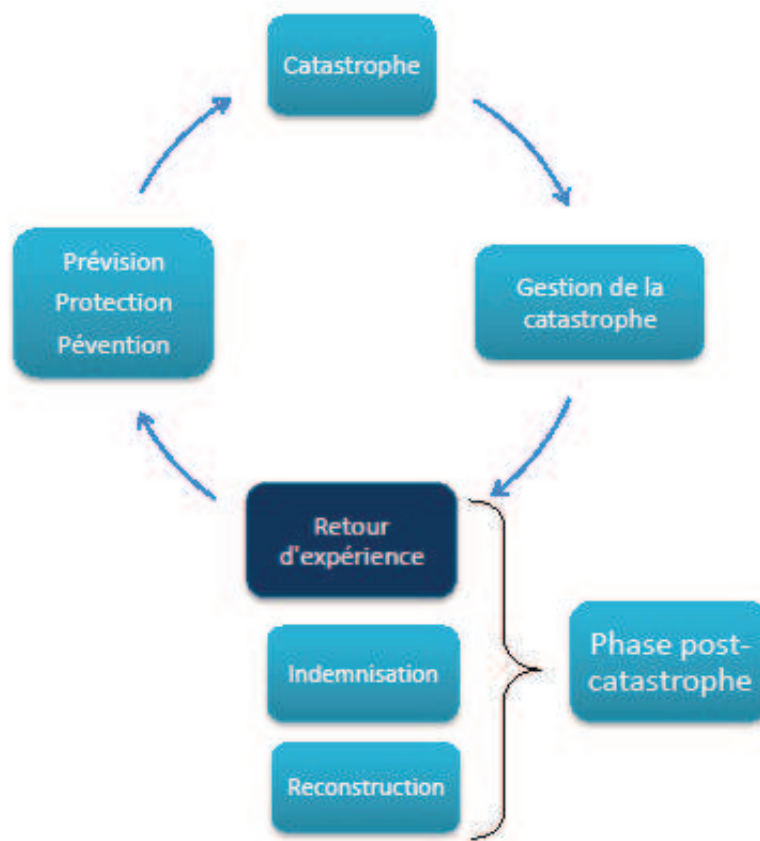 Catastrophe
Prévision
Protection
Pévention
Gestion de la
catastrophe
Retour
d'expérience
Indemnisation
Reconstruction
Phase post-
catastrophe